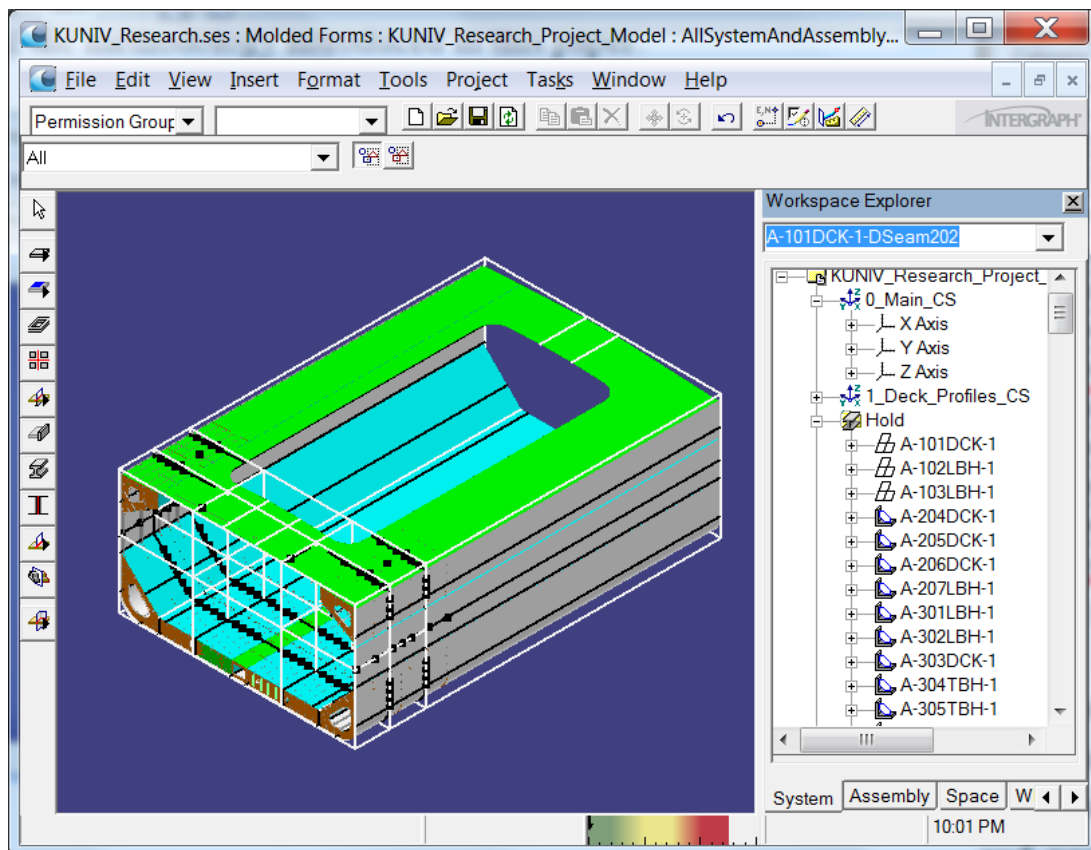 KUNIV_Research.ses : Molded Forms : KUNIV_Research_Project_Model : AllSystemAndAssembly...
File Edit View Insert Format Tools Project Tasks Window Help
Permission Group
INTERGRAPH
All
Workspace Explorer
A-101DCK-1-DSeam202
KUNIV_Research_Project_
0_Main_CS
X Axis
Y Axis
Z Axis
1_Deck_Profiles_CS
Hold
A-101DCK-1
A-102LBH-1
A-103LBH-1
A-204DCK-1
A-205DCK-1
A-206DCK-1
A-207LBH-1
A-301LBH-1
A-302LBH-1
A-303DCK-1
A-304TBH-1
A-305TBH-1
System Assembly Space W
10:01 PM